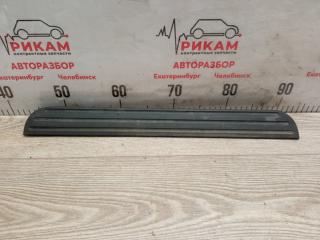 РИКАМ
контрактные запчасти
РИКАМ
контрактные запчасти
АВТОРАЗБОР
Екатеринбург Челябинск
АВТОРАЗБОР
Екатеринбург Челябинск
40 50 60 70 80 90